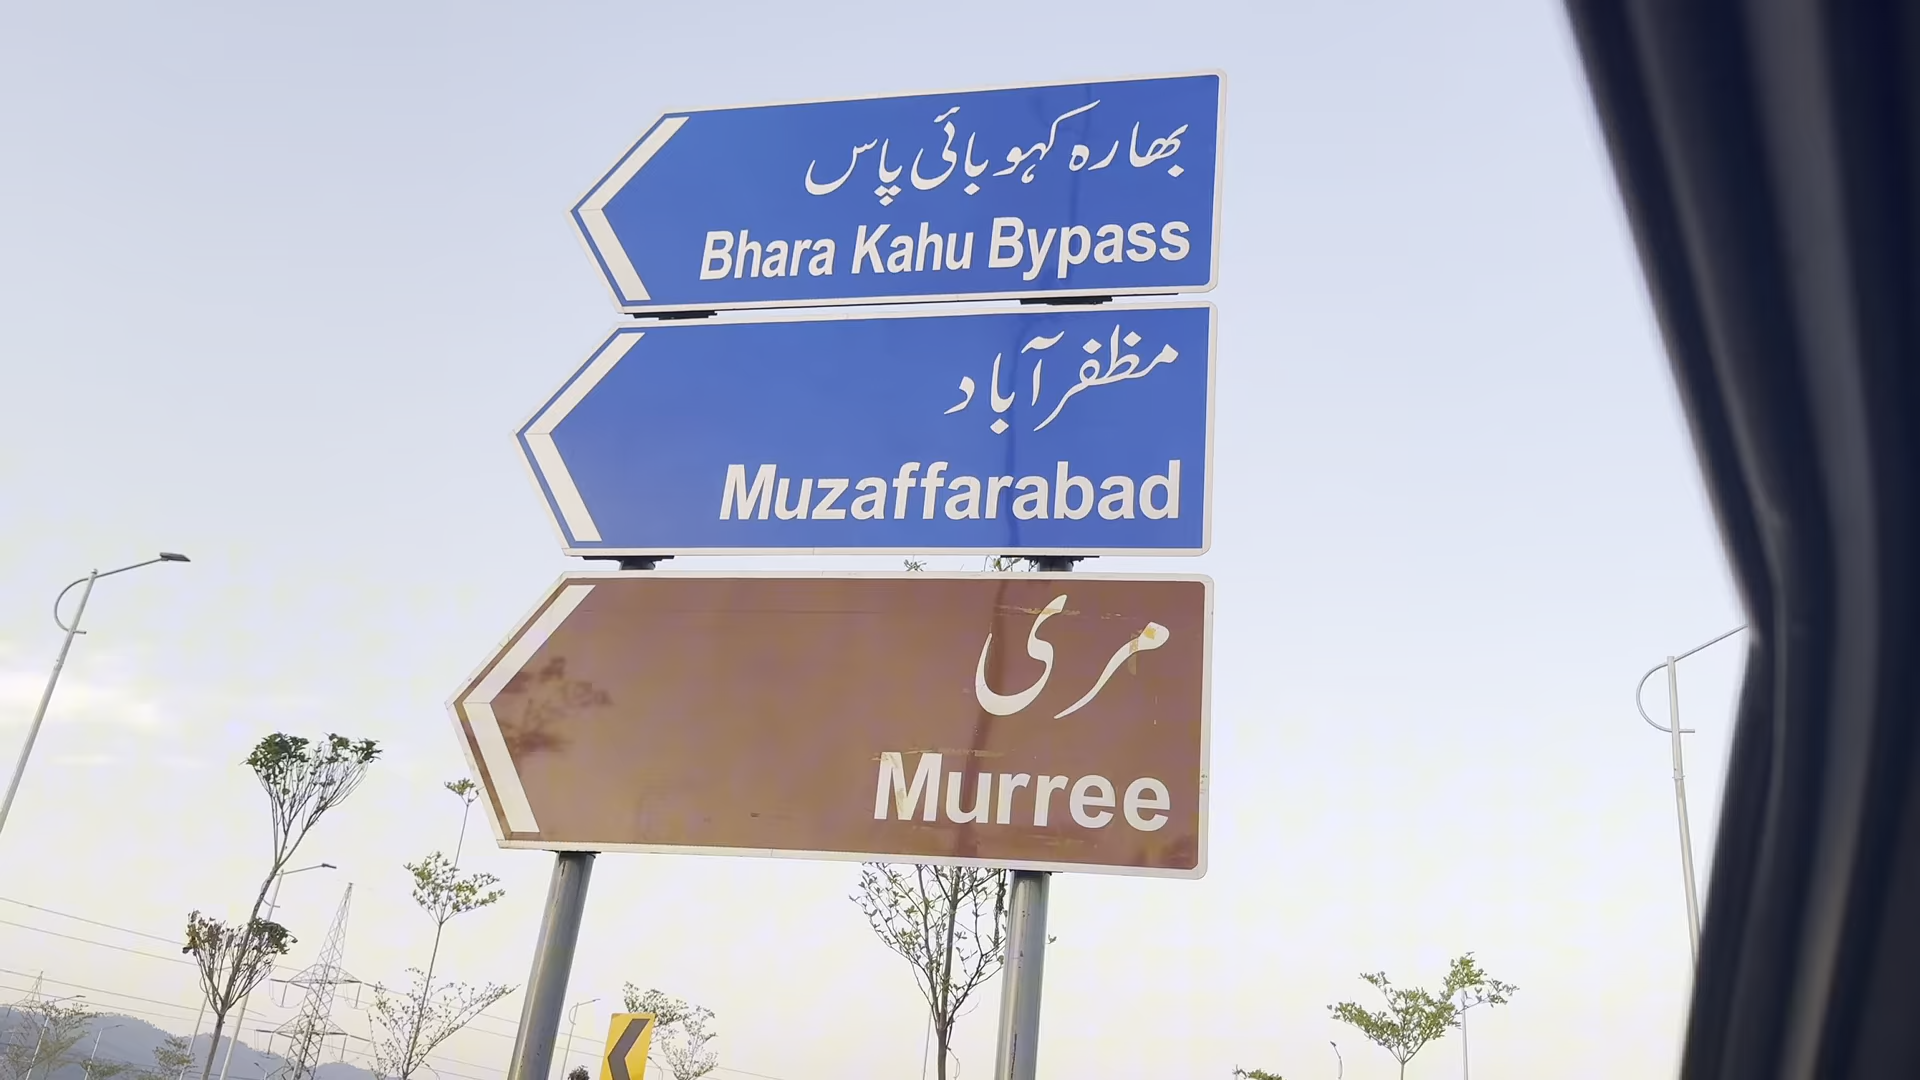 بھارہ کہو بائی پاس
Bhara Kahu Bypass
مظفرآباد
Muzaffarabad
مری
Murree